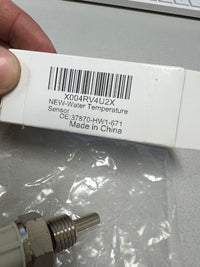 X004RV4U2X
NEW-Water Temperature
Sensor
OE:37870-HW1-671
Made In China